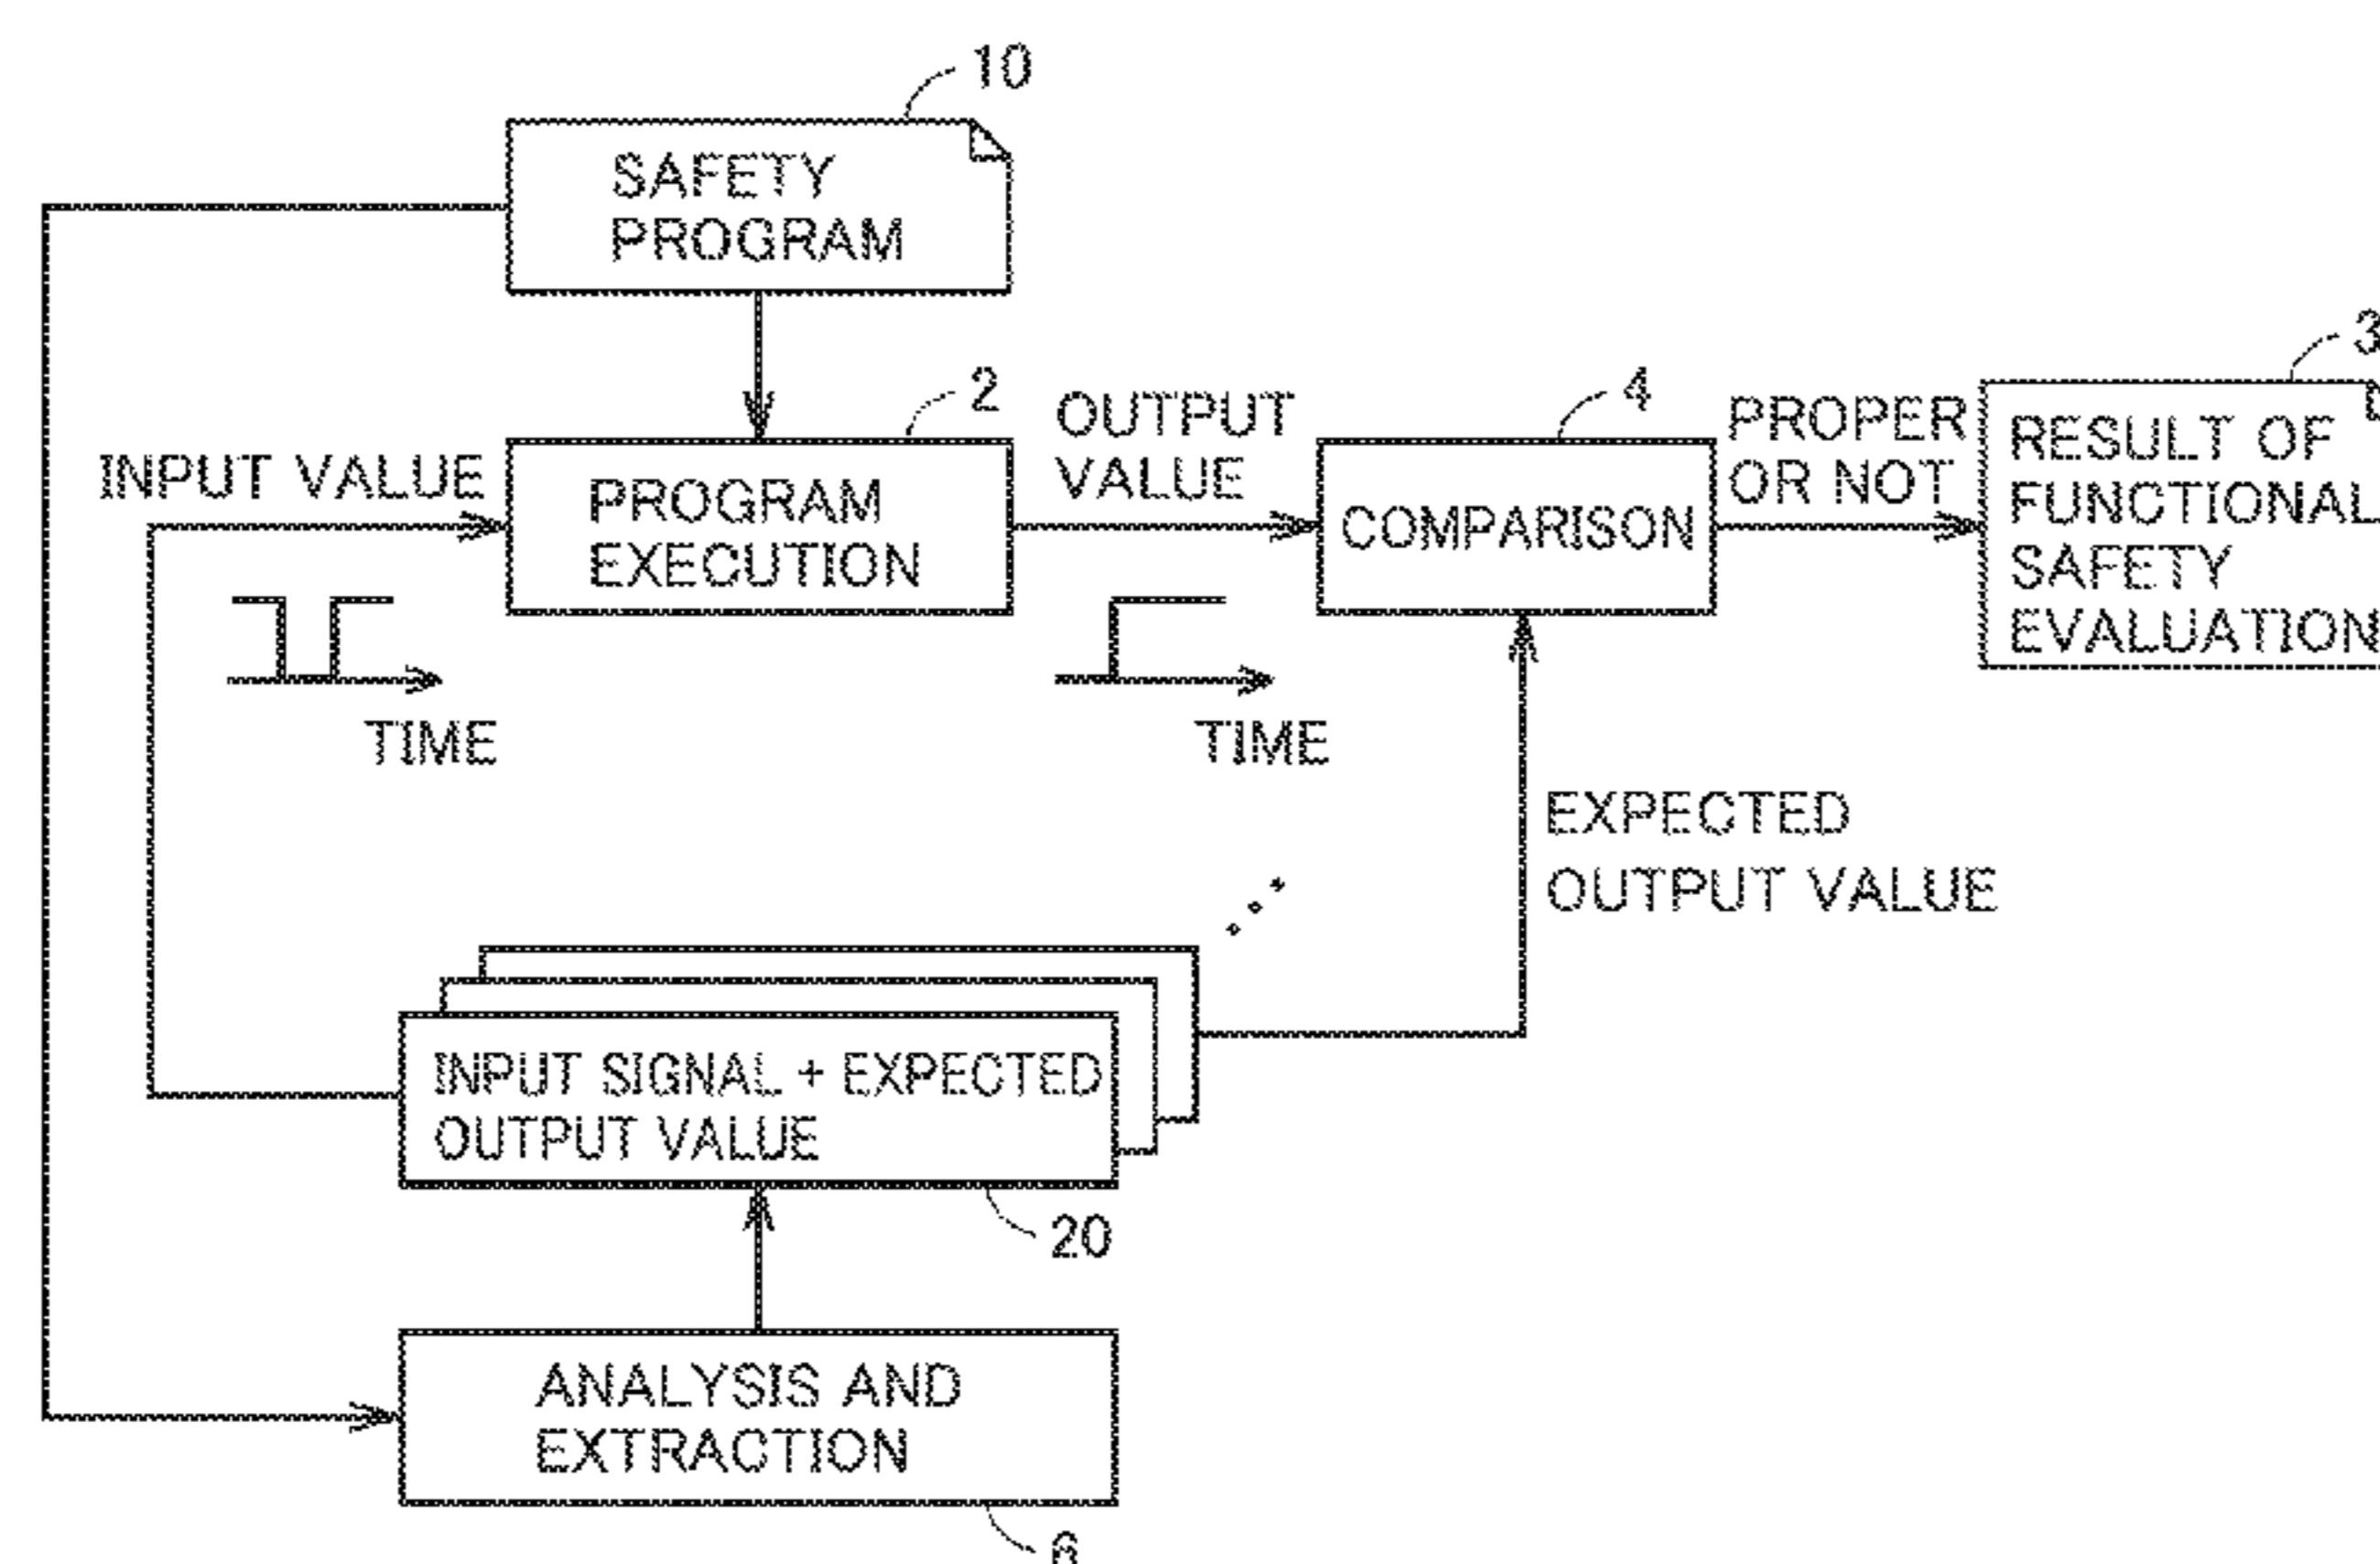 10
SAFETY
PROGRAM
2
INPUT VALUE
PROGRAM
EXECUTION
OUTPUT
VALUE
4
COMPARISON
PROPER
OR NOT
3
RESULT OF
FUNCTIONAL
SAFETY
EVALUATION
TIME
TIME
EXPECTED
OUTPUT VALUE
INPUT SIGNAL + EXPECTED
OUTPUT VALUE
20
ANALYSIS AND
EXTRACTION
6